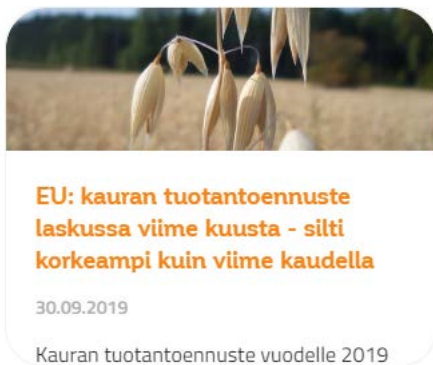 EU: kauran tuotantoennuste
laskussa viime kuusta - silti
korkeampi kuin viime kaudella
30.09.2019
Kauran tuotantoennuste vuodelle 2019